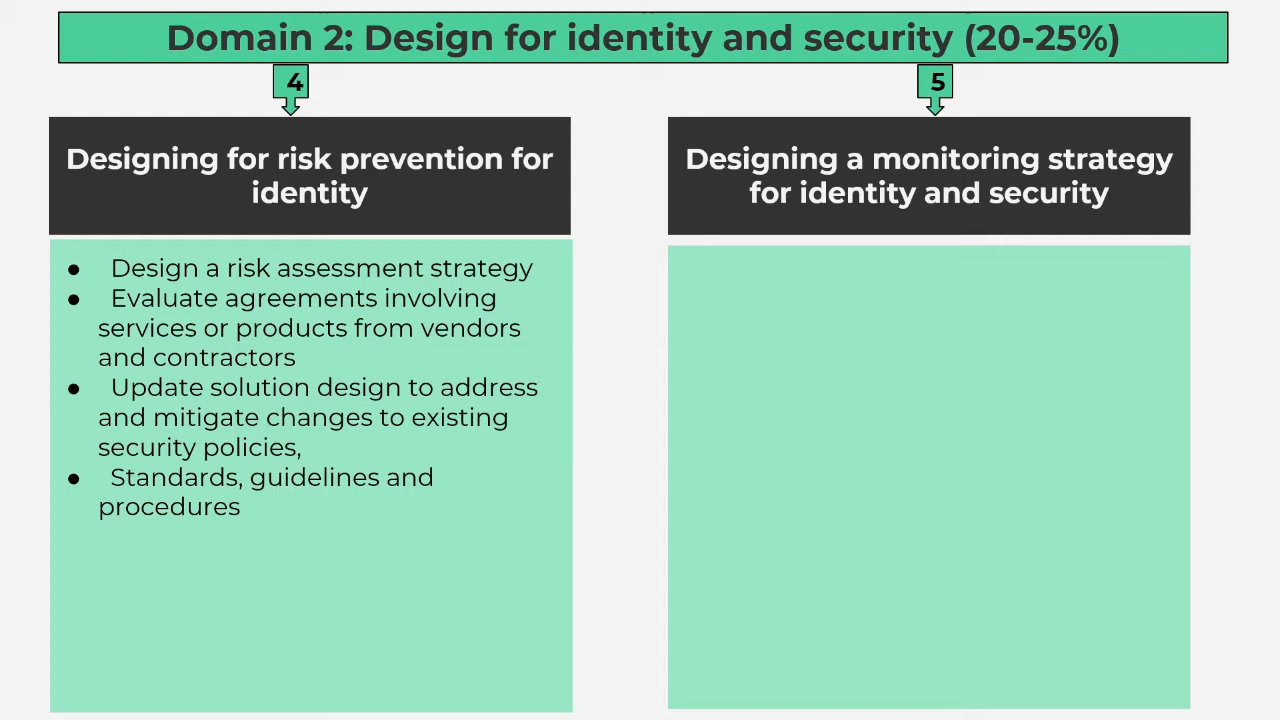 Domain 2: Design for identity and security (20-25%)
4
5
Designing for risk prevention for
identity
Designing a monitoring strategy
for identity and security
● Design a risk assessment strategy
● Evaluate agreements involving
services or products from vendors
and contractors
● Update solution design to address
and mitigate changes to existing
security policies,
● Standards, guidelines and
procedures